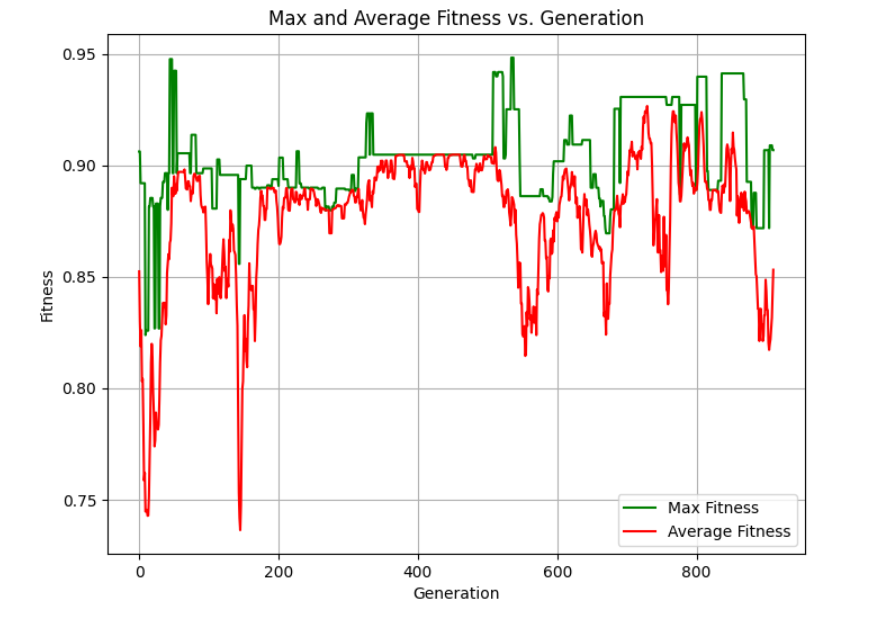 Max and Average Fitness vs. Generation
0.95
0.90
0.85
0.80
0.75
Fitness
Max Fitness
Average Fitness
0 200 400 600 800
Generation